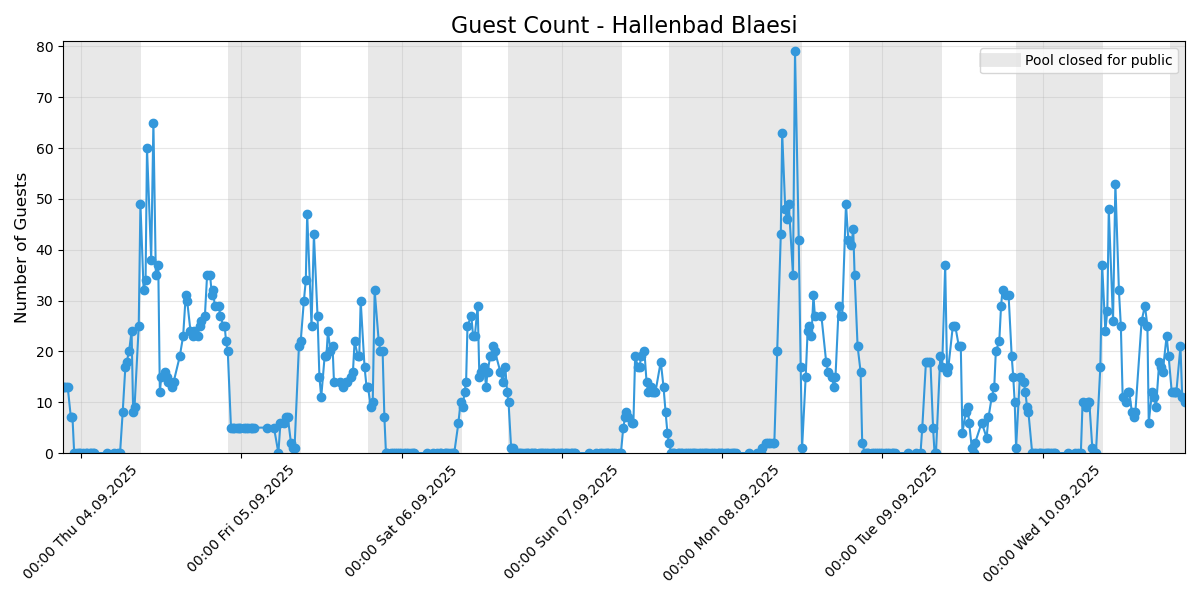 Guest Count - Hallenbad Blaesi
Pool closed for public
Number of Guests
80
70
60
50
40
30
20
10
0
00:00 Thu 04.09.2025
00:00 Fri 05.09.2025
00:00 Sat 06.09.2025
00:00 Sun 07.09.2025
00:00 Mon 08.09.2025
00:00 Tue 09.09.2025
00:00 Wed 10.09.2025